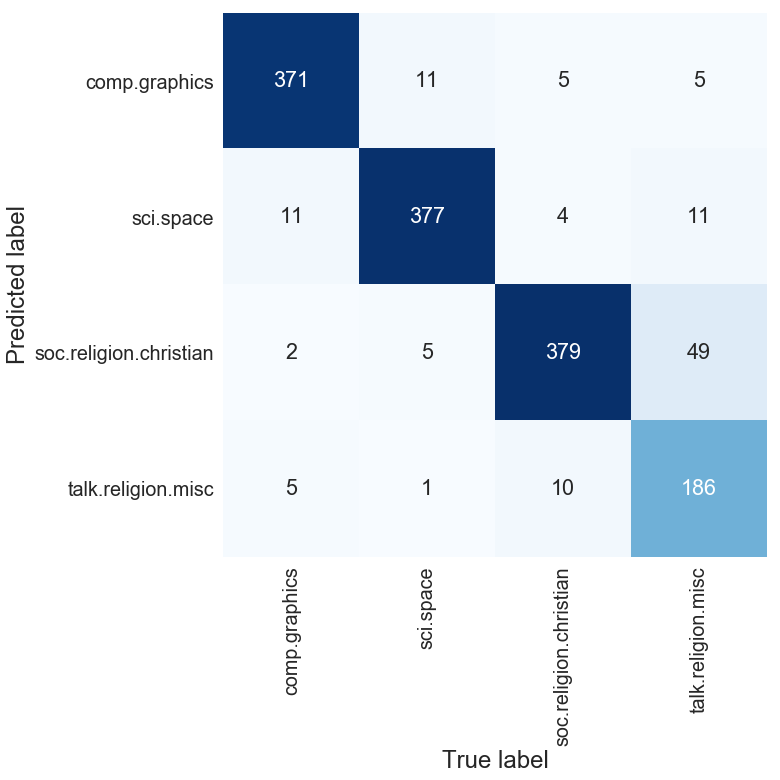 comp.graphics 371 11 5 5
sci.space 11 377 4 11
soc.religion.christian 2 5 379 49
talk.religion.misc 5 1 10 186
Predicted label
comp.graphics
sci.space
soc.religion.christian
talk.religion.misc
True label